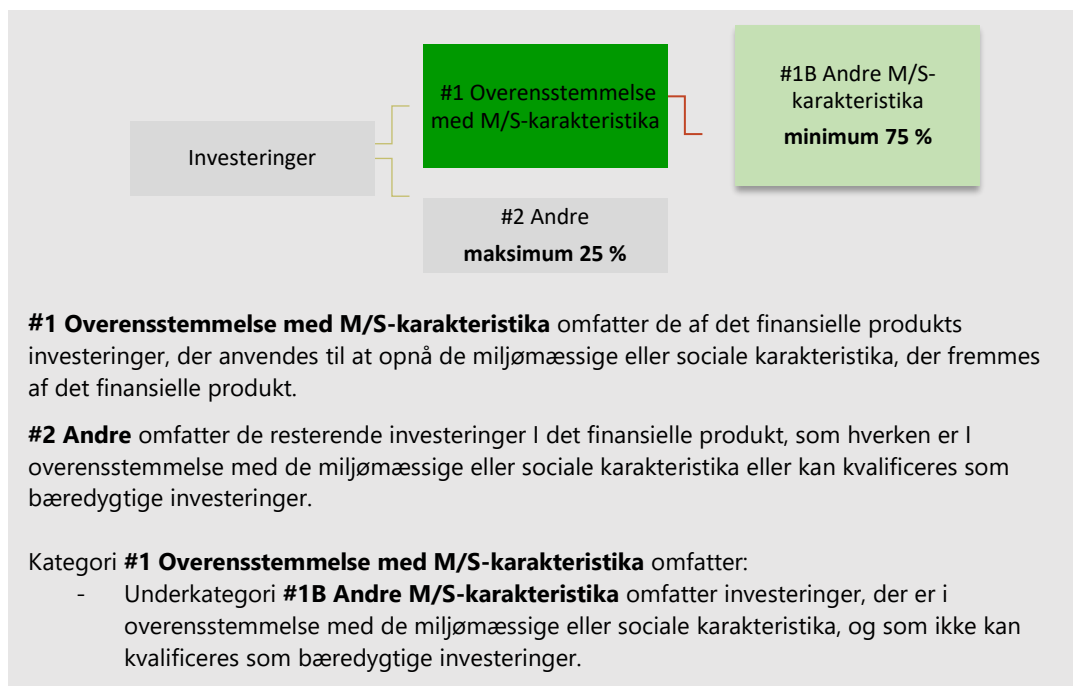 #1 Overensstemmelse
med M/S-karakteristika
#1B Andre M/S-
karakteristika
minimum 75 %
Investeringer
#2 Andre
maksimum 25 %
#1 Overensstemmelse med M/S-karakteristika omfatter de af det finansielle produkts
investeringer, der anvendes til at opnå de miljømæssige eller sociale karakteristika, der fremmes
af det finansielle produkt.
#2 Andre omfatter de resterende investeringer I det finansielle produkt, som hverken er I
overensstemmelse med de miljømæssige eller sociale karakteristika eller kan kvalificeres som
bæredygtige investeringer.
Kategori #1 Overensstemmelse med M/S-karakteristika omfatter:
- Underkategori #1B Andre M/S-karakteristika omfatter investeringer, der er i
overensstemmelse med de miljømæssige eller sociale karakteristika, og som ikke kan
kvalificeres som bæredygtige investeringer.